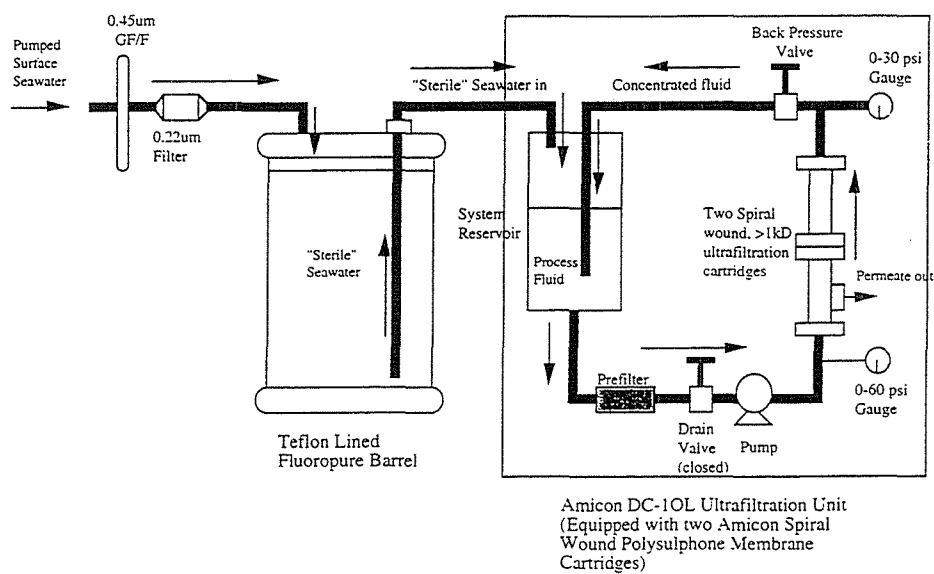 0.45um
GF/F
Pumped
Surface
Seawater
0.22um
Filter
"Sterile" Seawater in
Concentrated fluid
Back Pressure
Valve
0-30 psi
Gauge
System
Reservoir
"Sterile"
Seawater
Process
Fluid
Two Spiral
wound, >1kD
ultrafiltration
cartridges
Permeate out
Prefilter
Drain
Valve
(closed)
Pump
0-60 psi
Gauge
Teflon Lined
Fluoropure Barrel
Amicon DC-10L Ultrafiltration Unit
(Equipped with two Amicon Spiral
Wound Polysulphone Membrane
Cartridges)